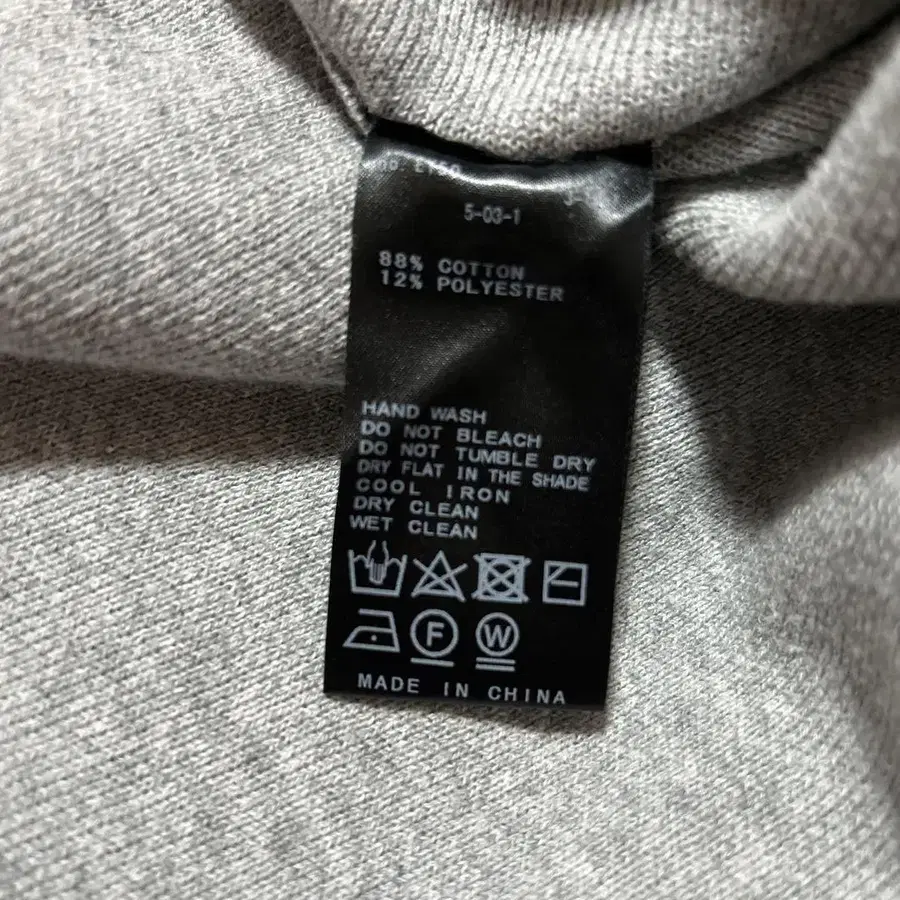 5-03-1
88% COTTON
12% POLYESTER
HAND WASH
DO NOT BLEACH
DO NOT TUMBLE DRY
DRY FLAT IN THE SHADE
COOL IRON
DRY CLEAN
WET CLEAN
F W
MADE IN CHINA